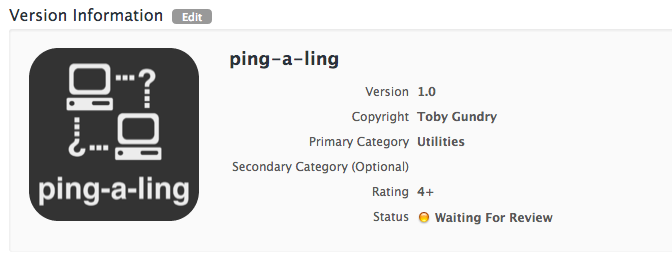 Version Information Edit
ping-a-ling
Version 1.0
Copyright Toby Gundry
Primary Category Utilities
Secondary Category (Optional)
Rating 4+
Status Waiting For Review
?
¿
ping-a-ling